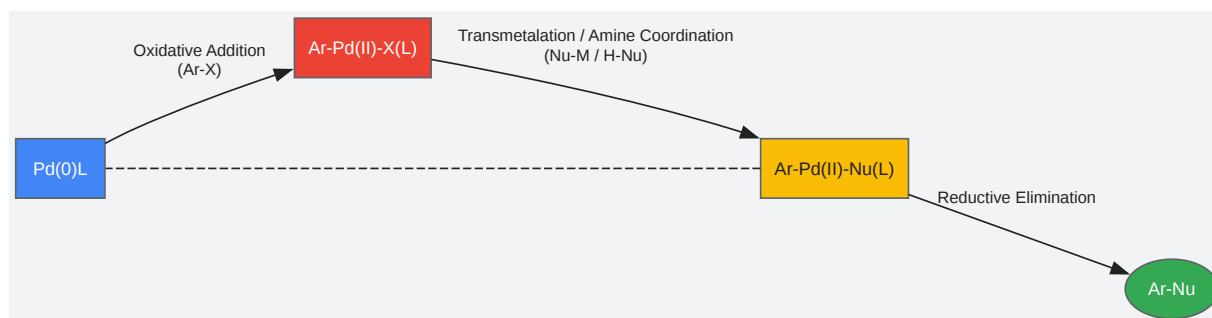 Oxidative Addition
(Ar-X)
Ar-Pd(II)-X(L)
Transmetalation / Amine Coordination
(Nu-M / H-Nu)
Pd(0)L
Ar-Pd(II)-Nu(L)
Reductive Elimination
Ar-Nu